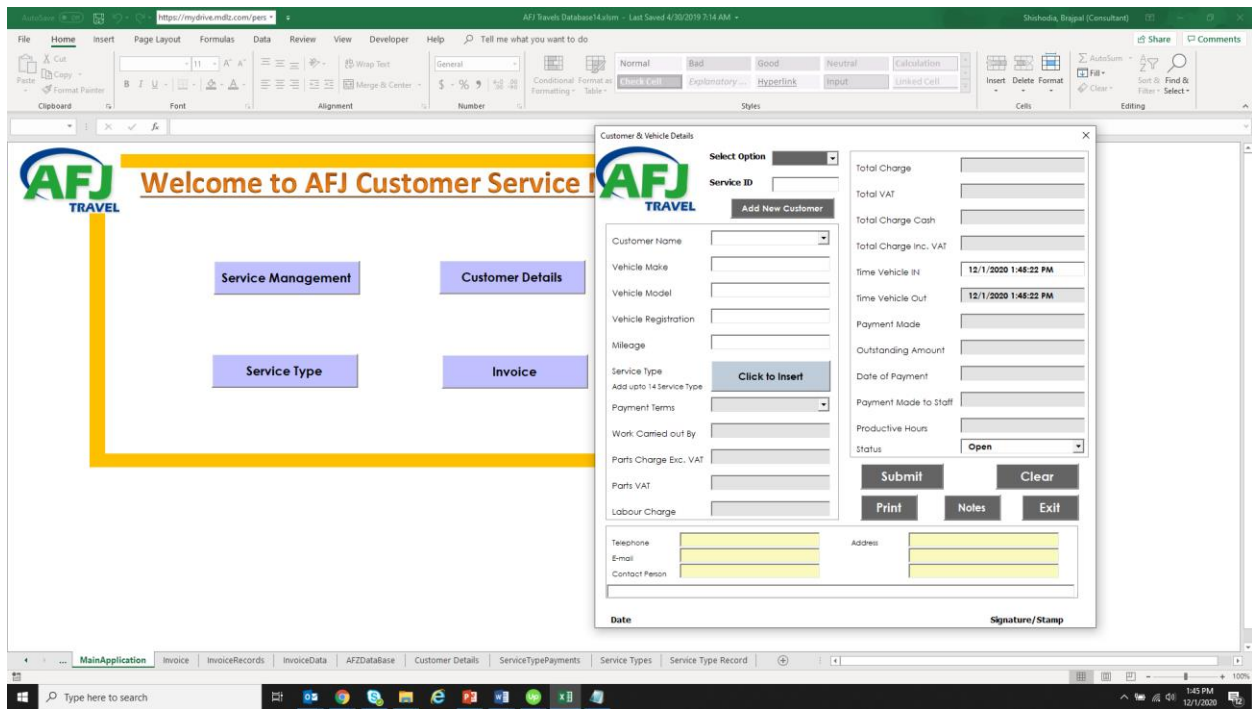 AutoSave
https://mydrive.mdlz.com/pers
AFJ Travels Database14.xlsm - Last Saved 4/30/2019 7:14 AM
Shishodia, Brajpal (Consultant)
File Home Insert Page Layout Formulas Data Review View Developer Help Tell me what you want to do
Share Comments
Cut
Copy
Format Painter
Paste
Clipboard
11
B I U
Font
Wrap Text
Merge & Center
Alignment
General
$ % 9
Number
Conditional Formatting
Format as Table
Normal Bad Good Neutral Calculation
Check Cell Explanatory ... Hyperlink Input Linked Cell
Styles
Insert Delete Format
Cells
AutoSum
Fill
Clear
Sort & Filter
Find & Select
Editing
fx
AFJ
TRAVEL
Welcome to AFJ Customer Service
Service Management
Customer Details
Service Type
Invoice
Customer & Vehicle Details
AFJ
TRAVEL
Select Option
Service ID
Add New Customer
Customer Name
Vehicle Make
Vehicle Model
Vehicle Registration
Mileage
Service Type
Add upto 14 Service Type
Click to Insert
Payment Terms
Work Carried out By
Parts Charge Exc. VAT
Parts VAT
Labour Charge
Total Charge
Total VAT
Total Charge Cash
Total Charge Inc. VAT
Time Vehicle IN 12/1/2020 1:45:22 PM
Time Vehicle Out 12/1/2020 1:45:22 PM
Payment Made
Outstanding Amount
Date of Payment
Payment Made to Staff
Productive Hours
Status Open
Submit Clear
Print Notes Exit
Telephone
E-mail
Contact Person
Address
Date
Signature/Stamp
... MainApplication Invoice InvoiceRecords InvoiceData AFZDataBase Customer Details ServiceTypePayments Service Types Service Type Record
100%
Type here to search
1:45 PM
12/1/2020